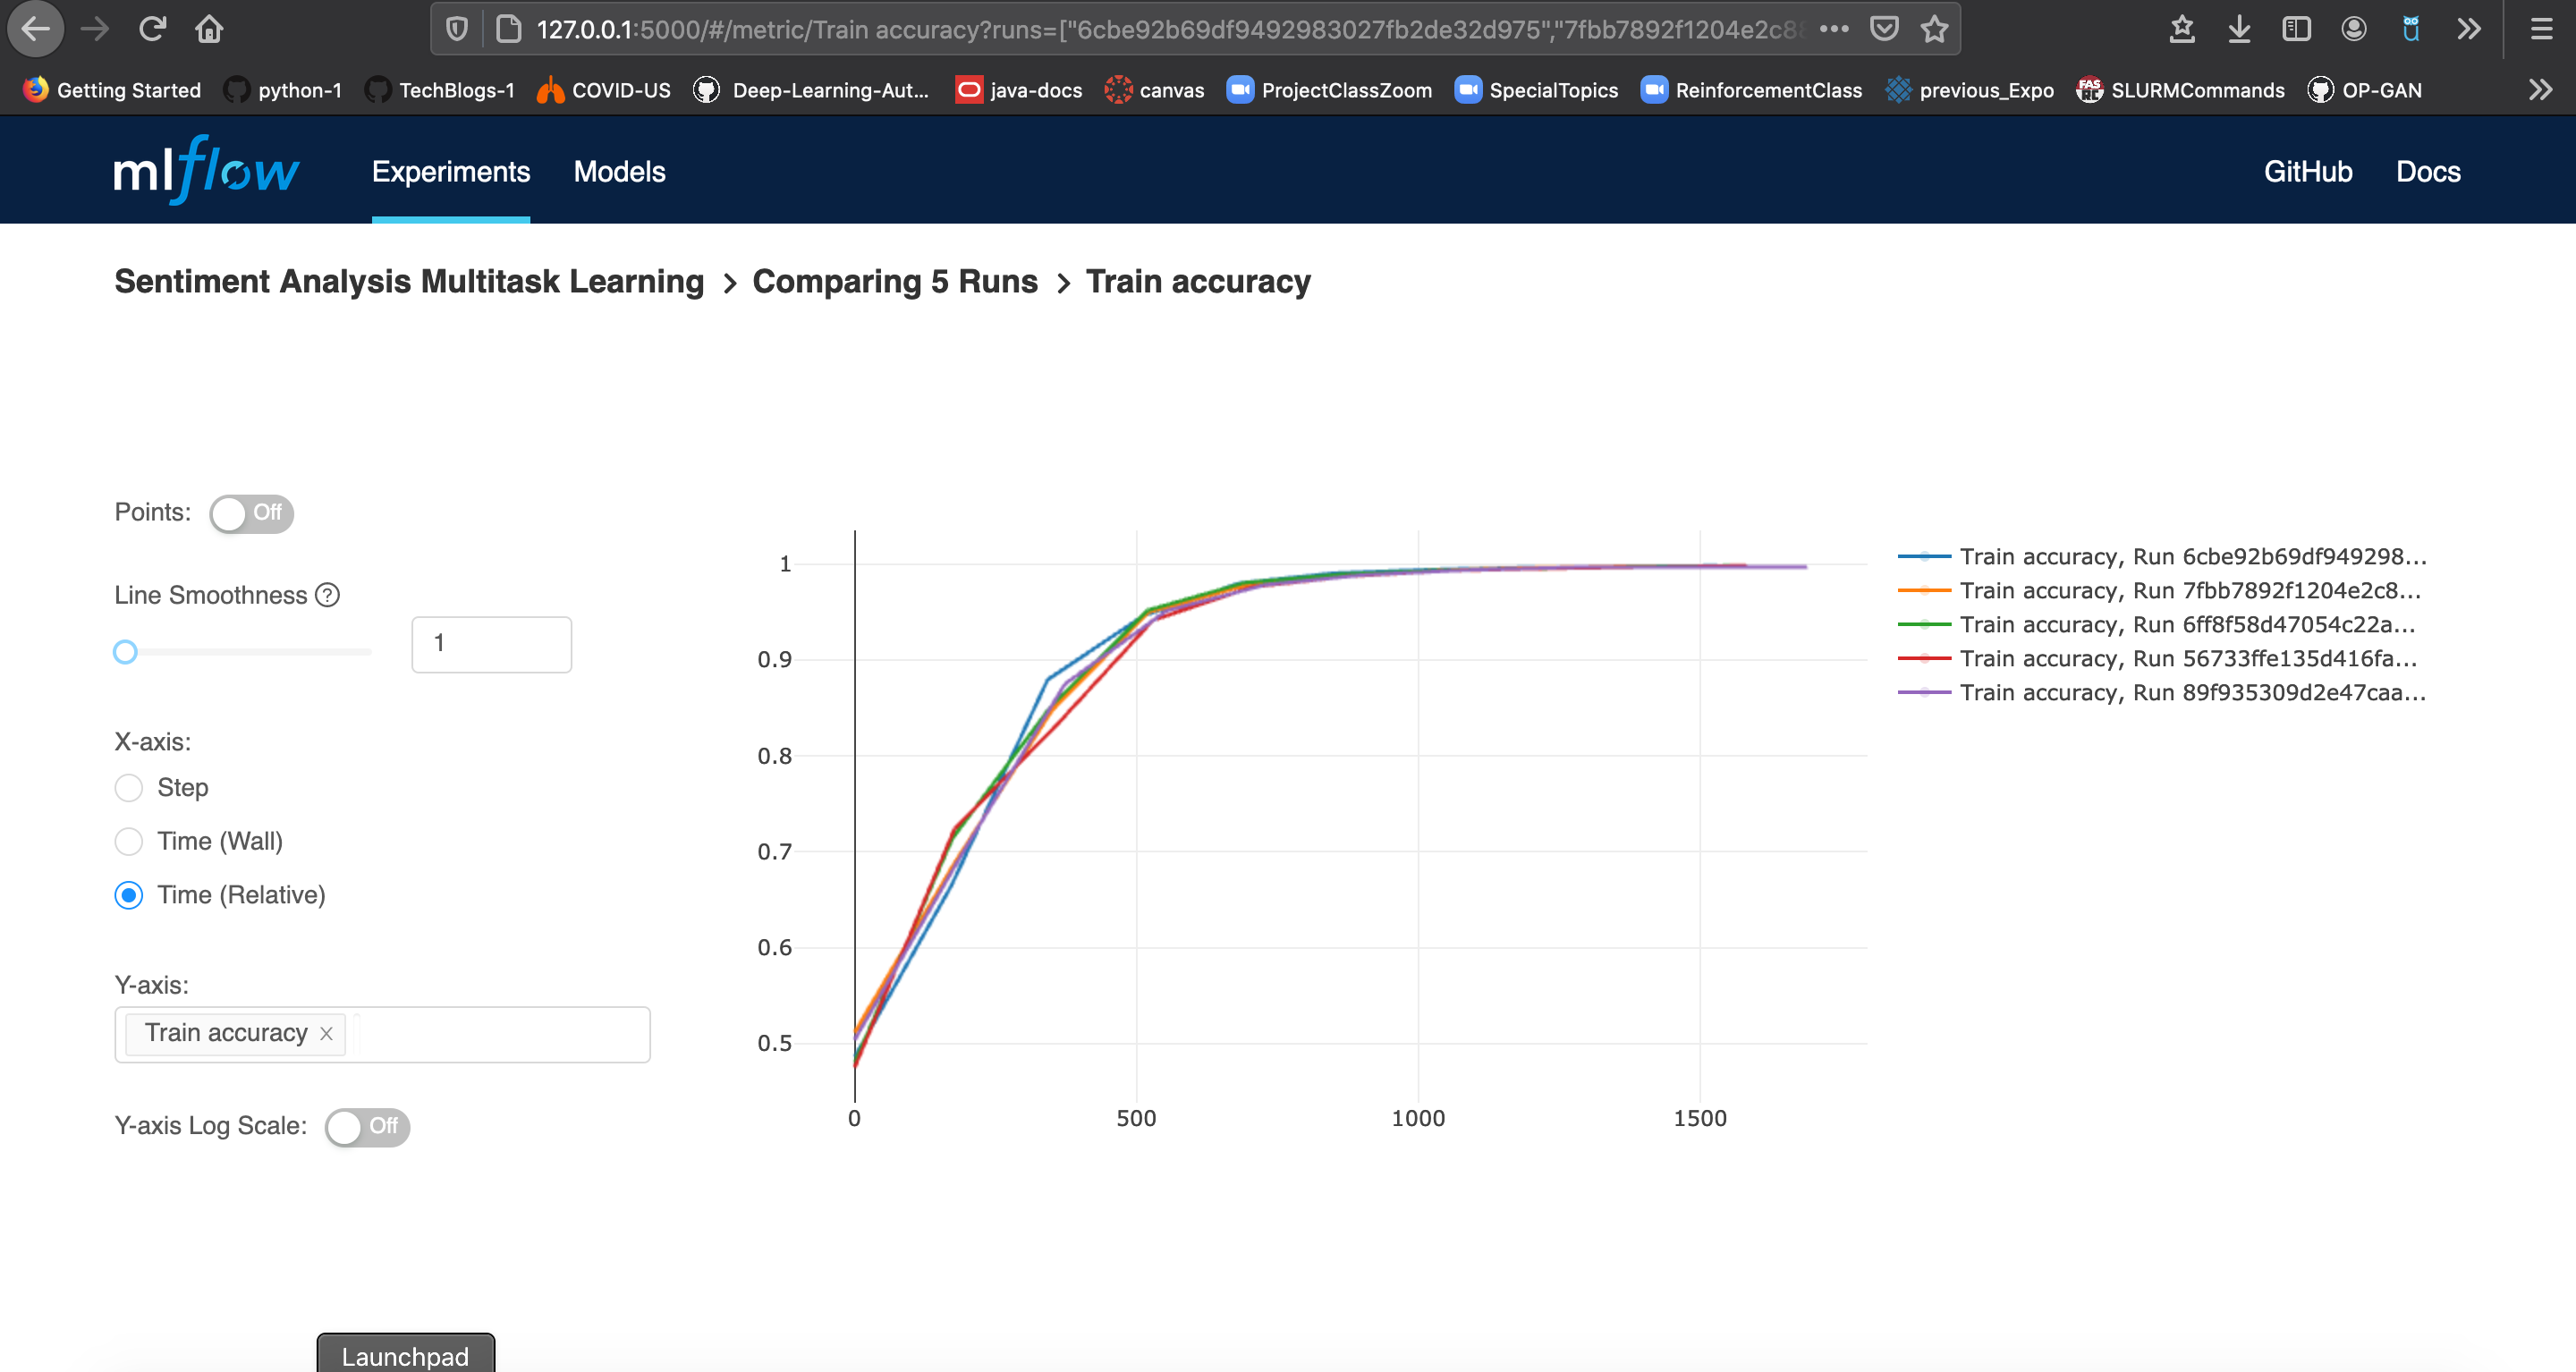 127.0.0.1:5000/#/metric/Train accuracy?runs=["6cbe92b69df9492983027fb2de32d975","7fbb7892f1204e2c88
Getting Started python-1 TechBlogs-1 COVID-US Deep-Learning-Aut... java-docs canvas ProjectClassZoom SpecialTopics ReinforcementClass previous_Expo SLURMCommands OP-GAN
mlflow Experiments Models GitHub Docs
Sentiment Analysis Multitask Learning > Comparing 5 Runs > Train accuracy
Points: Off
Line Smoothness ?
1
X-axis:
Step
Time (Wall)
Time (Relative)
Y-axis:
Train accuracy ×
Y-axis Log Scale: Off
1
0.9
0.8
0.7
0.6
0.5
0 500 1000 1500
Train accuracy, Run 6cbe92b69df949298...
Train accuracy, Run 7fbb7892f1204e2c8...
Train accuracy, Run 6ff8f58d47054c22a...
Train accuracy, Run 56733ffe135d416fa...
Train accuracy, Run 89f935309d2e47caa...
Launchpad